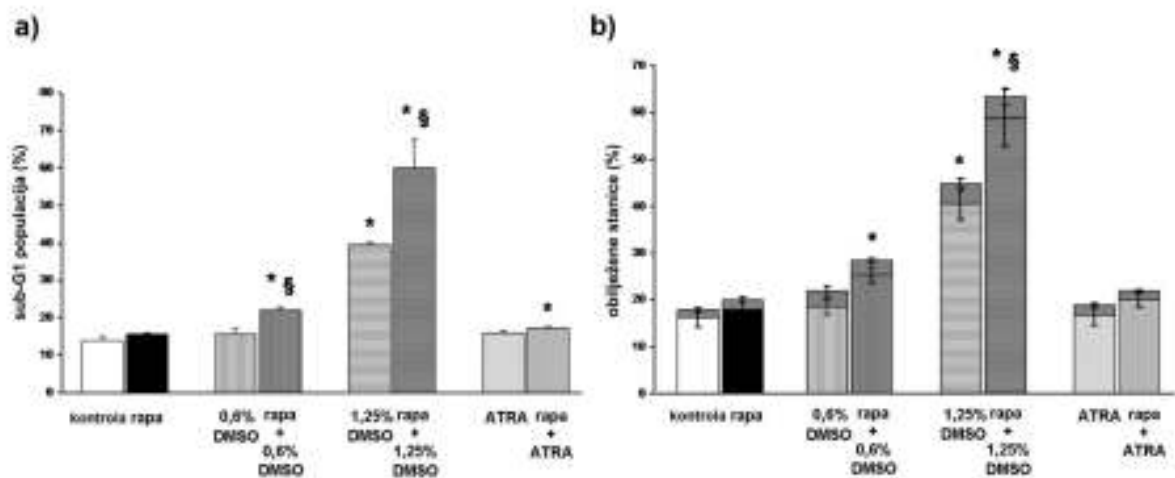 a)
sub-G1 populacija (%)
80
70
60
50
40
30
20
10
0
* §
*
* §
*
kontrola rapa
0,6% DMSO
rapa + 0,6% DMSO
1,25% DMSO
rapa + 1,25% DMSO
ATRA
rapa + ATRA
b)
obilježene stanice (%)
70
60
50
40
30
20
10
0
*
*
* §
kontrola rapa
0,6% DMSO
rapa + 0,6% DMSO
1,25% DMSO
rapa + 1,25% DMSO
ATRA
rapa + ATRA